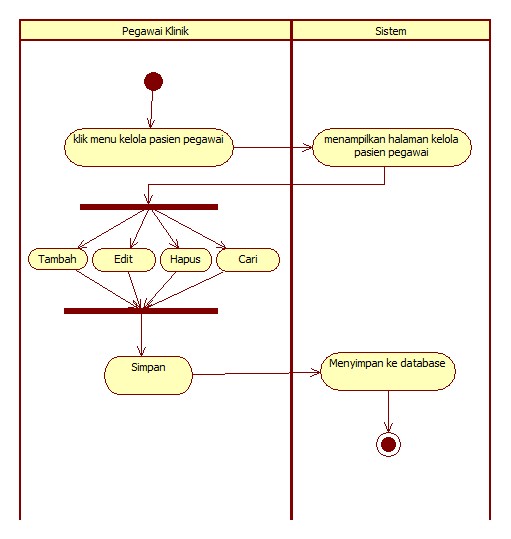 Pegawai Klinik
Sistem
klik menu kelola pasien pegawai
menampilkan halaman kelola
pasien pegawai
Tambah
Edit
Hapus
Cari
Simpan
Menyimpan ke database